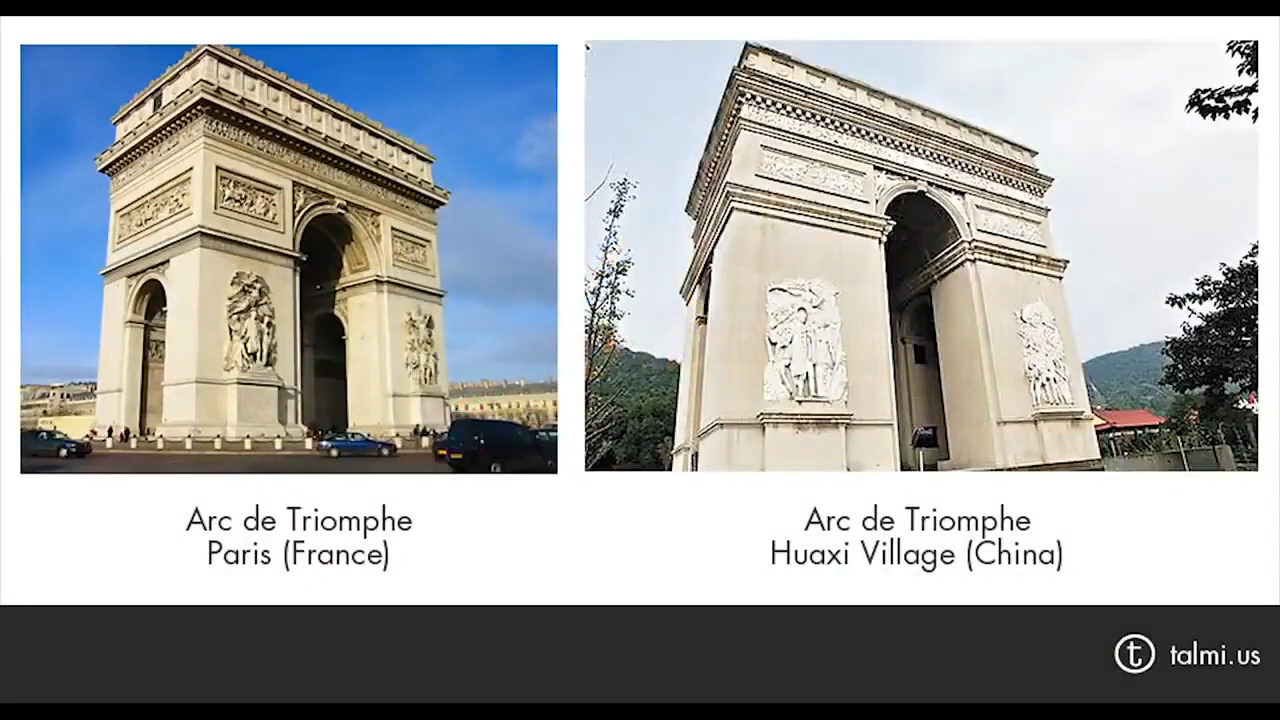 Arc de Triomphe
Paris (France)
Arc de Triomphe
Huaxi Village (China)
t talmi.us